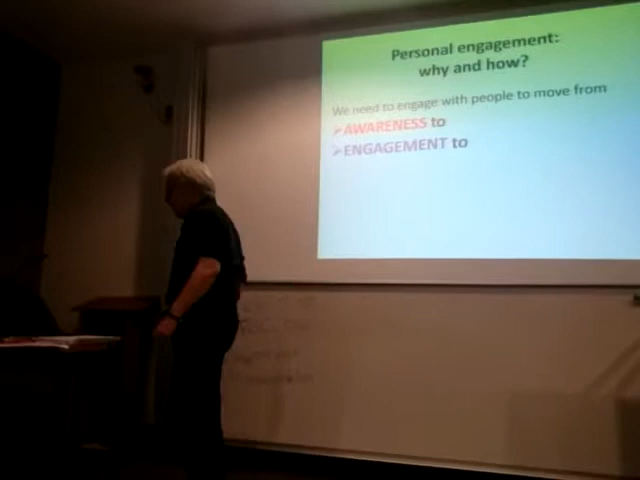 Personal engagement:
why and how?
We need to engage with people to move from
➢AWARENESS to
➢ENGAGEMENT to